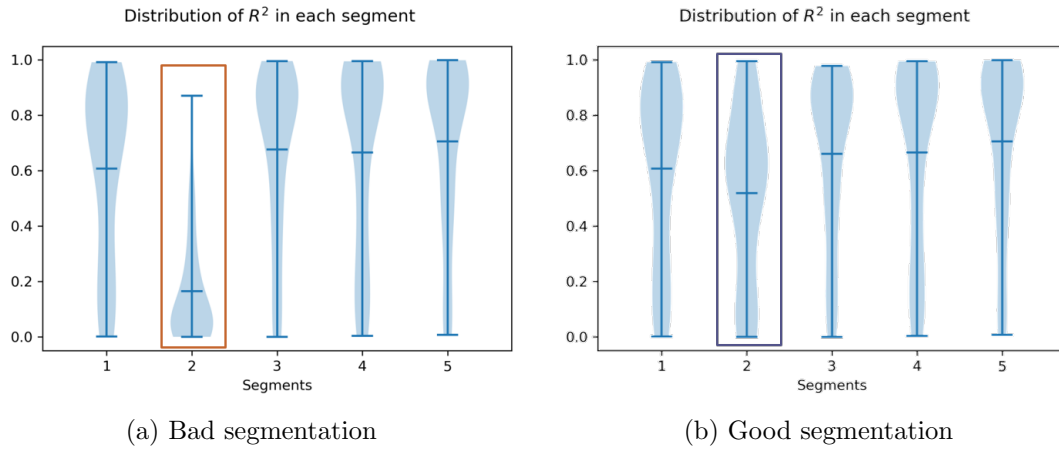 Distribution of R² in each segment
1.0
0.8
0.6
0.4
0.2
0.0
1 2 3 4 5
Segments
(a) Bad segmentation
Distribution of R² in each segment
1.0
0.8
0.6
0.4
0.2
0.0
1 2 3 4 5
Segments
(b) Good segmentation